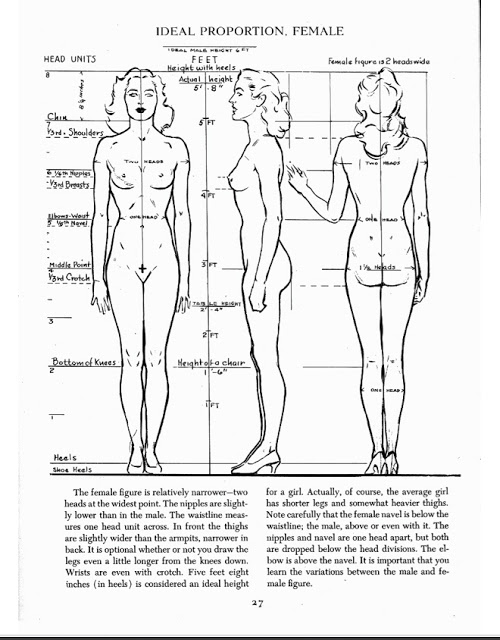 IDEAL PROPORTION, FEMALE
IDEAL MALE HEIGHT 6 FT
HEAD UNITS
FEET
Height with heels
Female figure is 2 heads wide
8
Actual height
5' - 8"
Chin
7
1/3rd. Shoulders
5 FT
TWO HEADS
TWO HEADS
6 1/6th Nipples
1/3rd Breasts
4 FT
Elbows-Waist
5 1/6th Navel
ONE HEAD
ONE HEAD
Middle Point
4
1/3rd Crotch
3 FT
1 1/2 Heads
TABLE HEIGHT
2' - 4"
3
2 FT
Bottom of Knees
2
Height of a chair
1' - 6"
ONE HEAD
1 FT
1
Heels
Shoe Heels
The female figure is relatively narrower—two
heads at the widest point. The nipples are slight-
ly lower than in the male. The waistline meas-
ures one head unit across. In front the thighs
are slightly wider than the armpits, narrower in
back. It is optional whether or not you draw the
legs even a little longer from the knees down.
Wrists are even with crotch. Five feet eight
inches (in heels) is considered an ideal height
for a girl. Actually, of course, the average girl
has shorter legs and somewhat heavier thighs.
Note carefully that the female navel is below the
waistline; the male, above or even with it. The
nipples and navel are one head apart, but both
are dropped below the head divisions. The el-
bow is above the navel. It is important that you
learn the variations between the male and fe-
male figure.
27